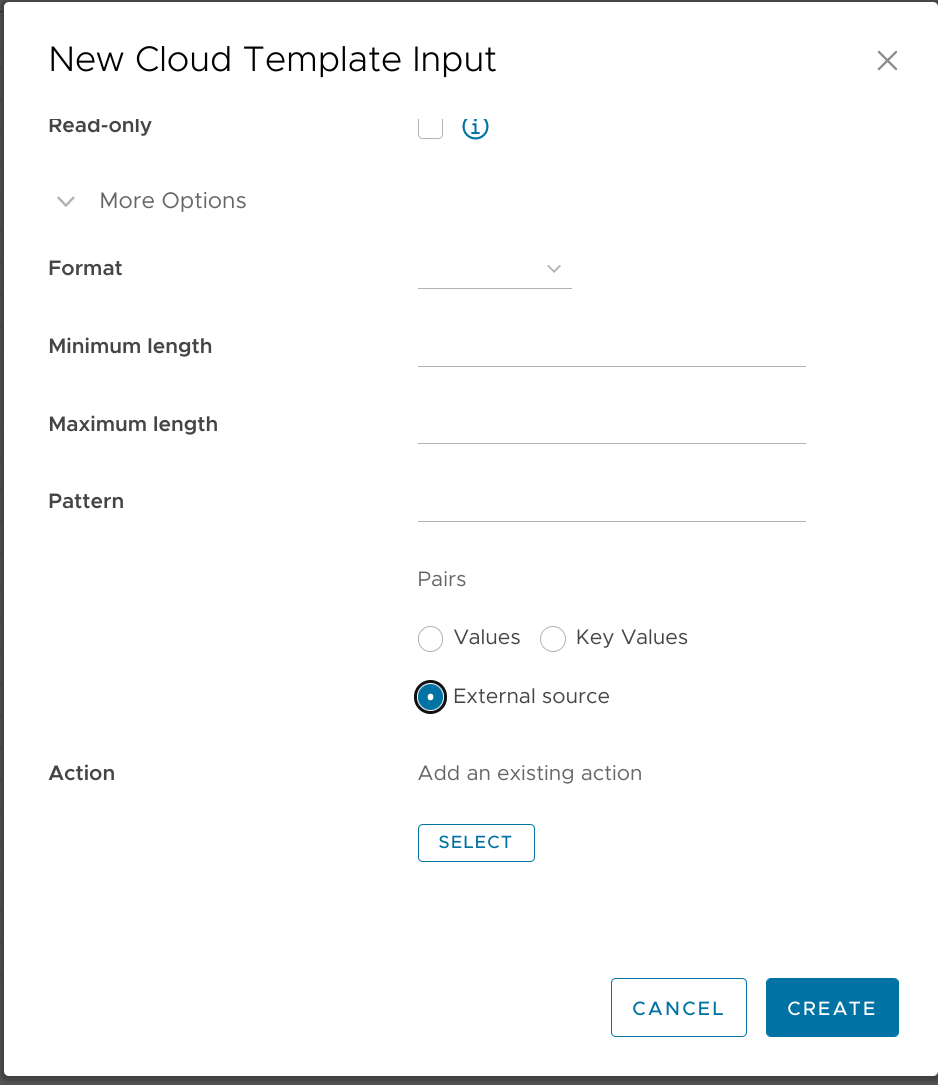 New Cloud Template Input
Read-only
More Options
Format
Minimum length
Maximum length
Pattern
Pairs
Values Key Values
External source
Action Add an existing action
SELECT
CANCEL CREATE